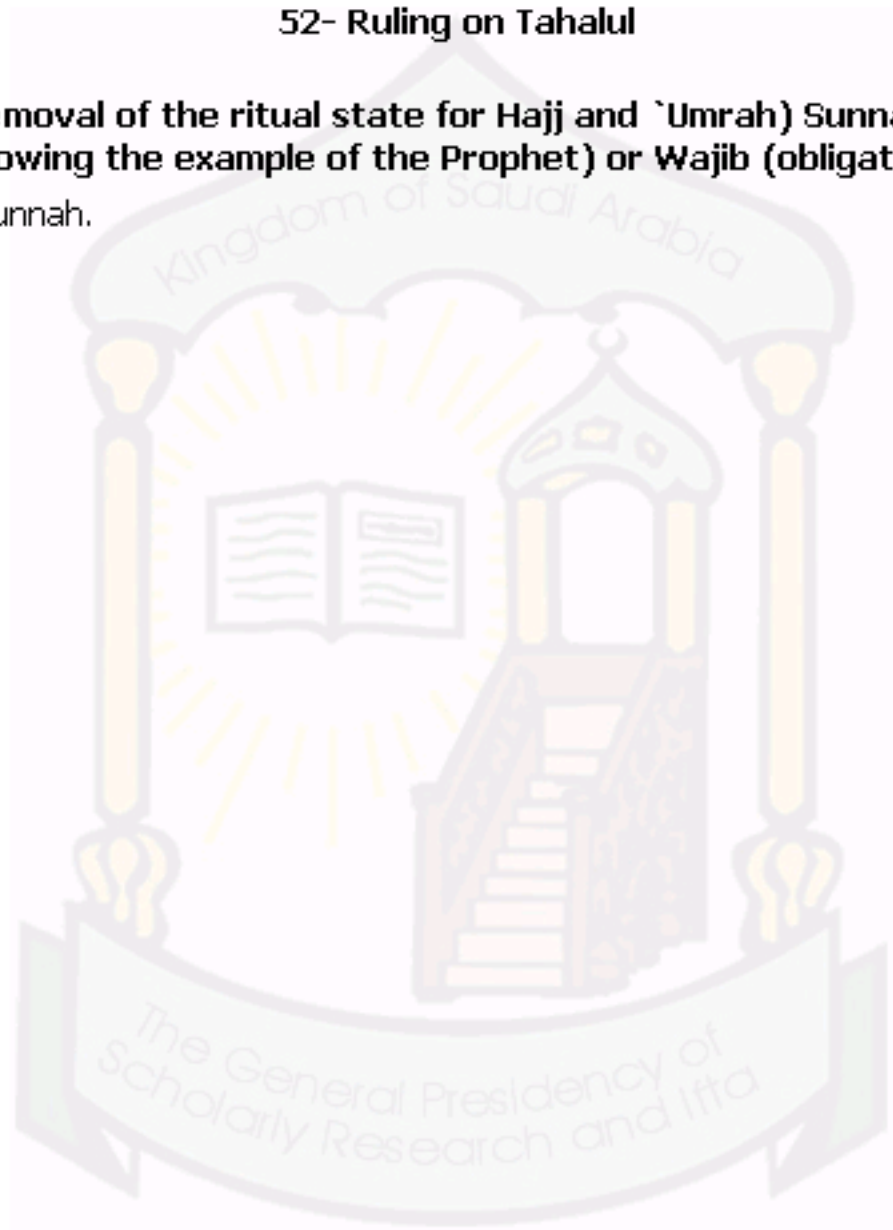 52- Ruling on Tahalul
moval of the ritual state for Hajj and `Umrah) Sunna
owing the example of the Prophet) or Wajib (obligat
unnah.
Kingdom of Saudi Arabia
The General Presidency of
Scholarly Research and Ifta